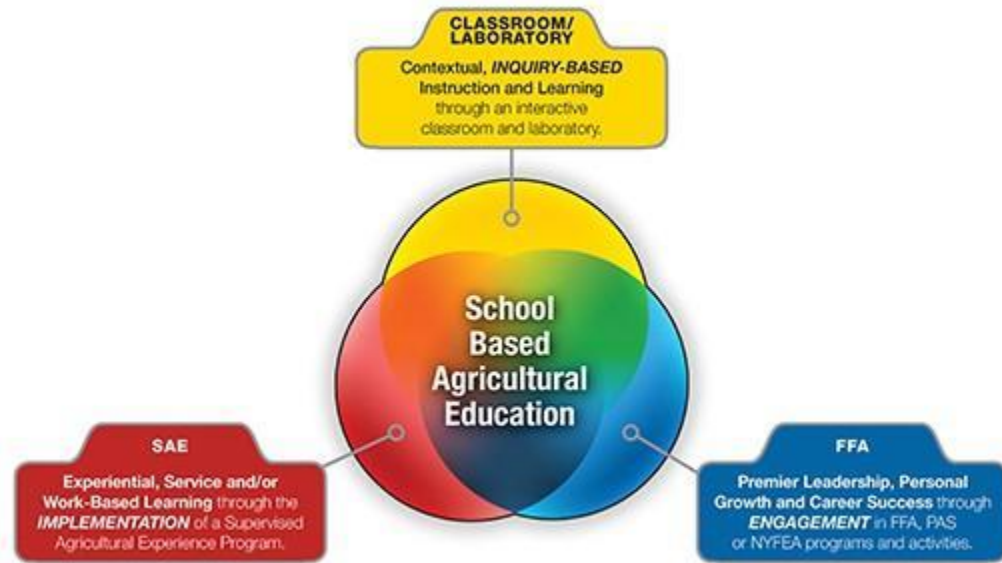 CLASSROOM/
LABORATORY
Contextual, INQUIRY-BASED
Instruction and Learning
through an interactive
classroom and laboratory.
School
Based
Agricultural
Education
SAE
Experiential, Service and/or
Work-Based Learning through the
IMPLEMENTATION of a Supervised
Agricultural Experience Program.
FFA
Premier Leadership, Personal
Growth and Career Success through
ENGAGEMENT in FFA, PAS
or NYFEA programs and activities.